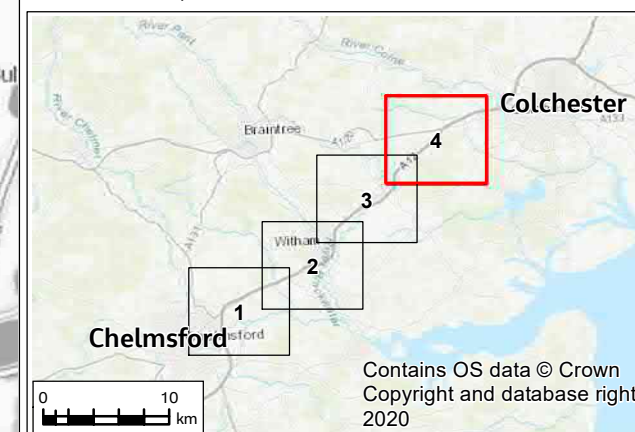 River Pant
River Colne
Colchester
A133
River Chelmer
Braintree
A120
4
A12
3
A131
Witham
2
1
Chelmsford
Contains OS data © Crown
Copyright and database right
2020
0 10
km